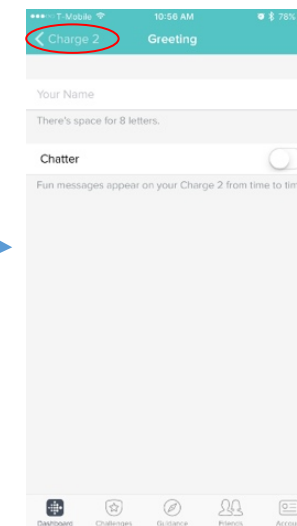 T-Mobile 10:56 AM 78%
Charge 2 Greeting
Your Name
There's space for 8 letters.
Chatter
Fun messages appear on your Charge 2 from time to tim
Dashboard Challenges Guidance Friends Accou